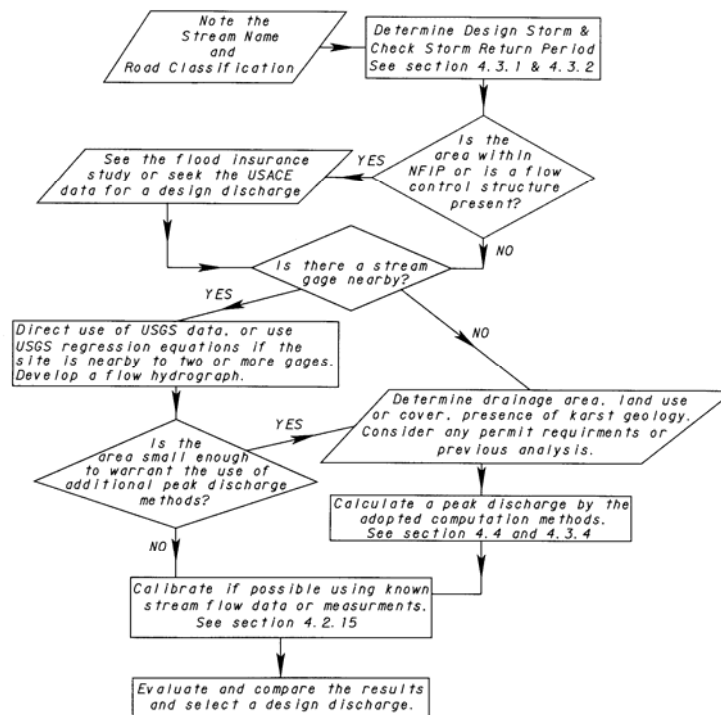 Note the
Stream Name
and
Road Classification
Determine Design Storm &
Check Storm Return Period
See section 4.3.1 & 4.3.2
Is the
area within
NFIP or is a flow
control structure
present?
YES
See the flood insurance
study or seek the USACE
data for a design discharge
NO
Is there a stream
gage nearby?
YES
Direct use of USGS data, or use
USGS regression equations if the
site is nearby to two or more gages.
Develop a flow hydrograph.
NO
Determine drainage area, land use
or cover, presence of karst geology.
Consider any permit requirments or
previous analysis.
YES
Is the
area small enough
to warrant the use of
additional peak discharge
methods?
Calculate a peak discharge by the
adopted computation methods.
See section 4.4 and 4.3.4
NO
Calibrate if possible using known
stream flow data or measurments.
See section 4.2.15
Evaluate and compare the results
and select a design discharge.